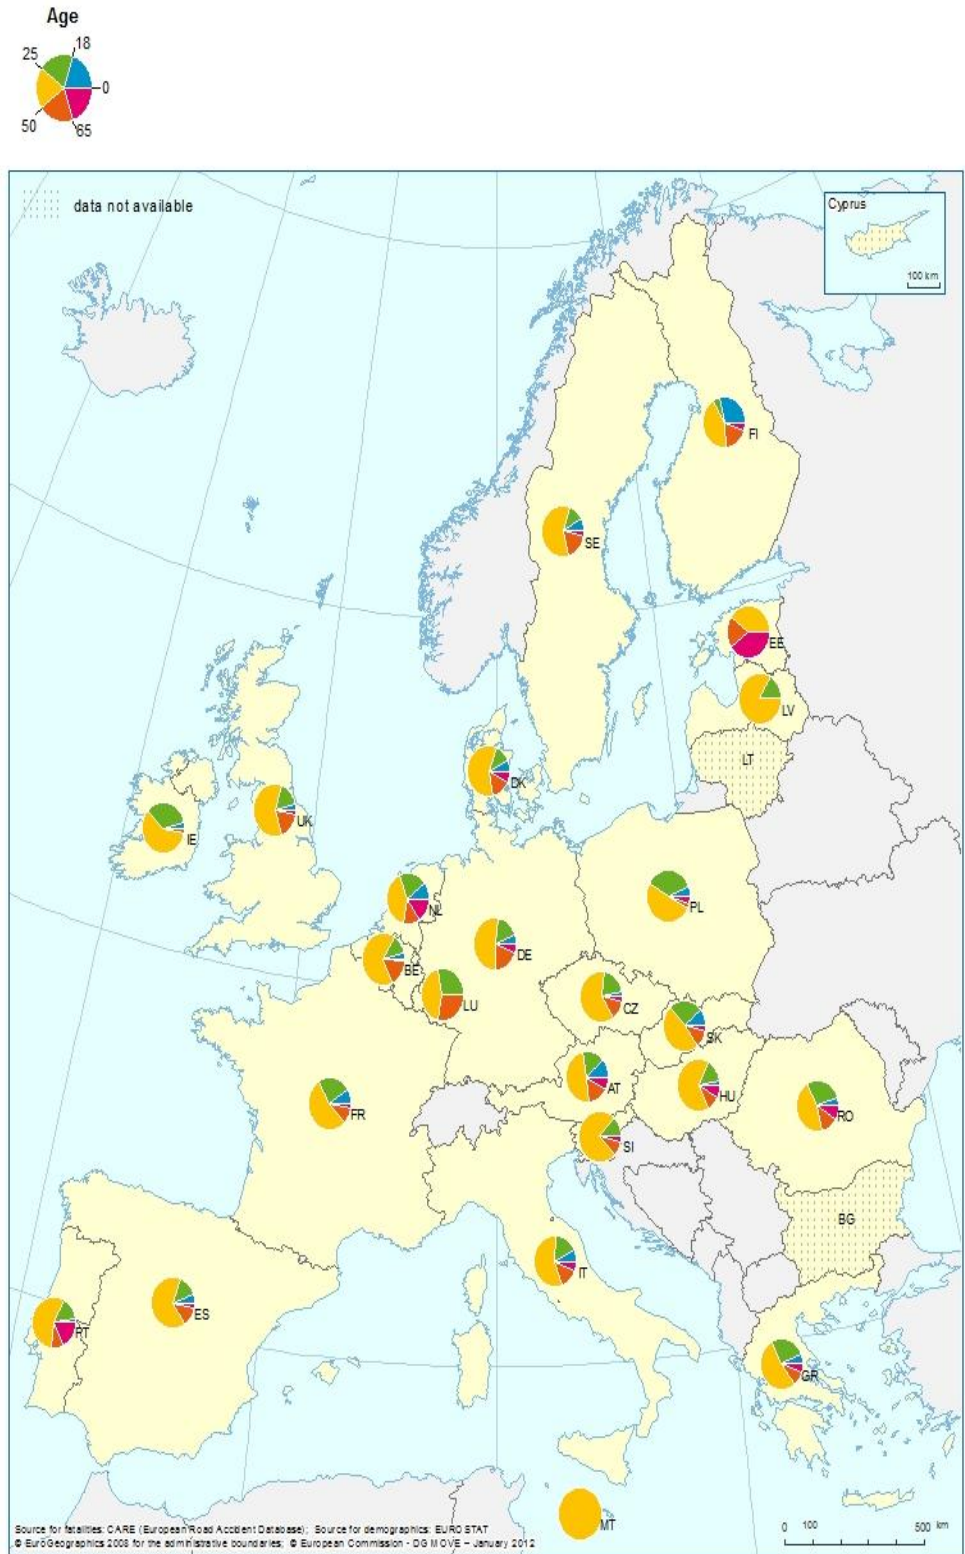 Age
18
25
0
50
65
data not available
Cyprus
100 km
FI
SE
EE
LV
LT
DK
IE
UK
NL
PL
DE
BE
LU
CZ
SK
AT
HU
FR
RO
SI
BG
IT
ES
PT
GR
MT
Source for fatalities: CARE (European Road Accident Database); Source for demographics: EUROSTAT
© EuroGeographics 2008 for the administrative boundaries; © European Commission - DG MOVE – January 2012
0 100 500 km